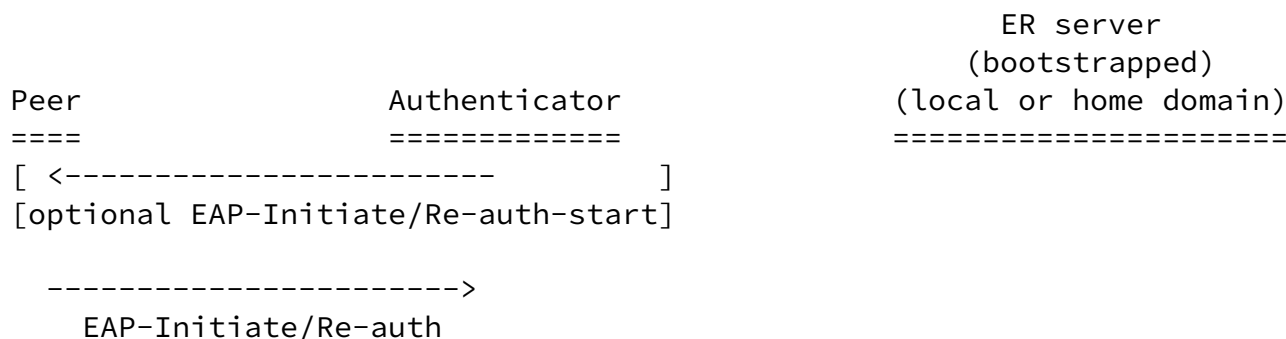 ER server
                                                     (bootstrapped)
Peer                 Authenticator               (local or home domain)
====                 =============               ======================
[ <------------------------         ]
[optional EAP-Initiate/Re-auth-start]

  ----------------------->
    EAP-Initiate/Re-auth